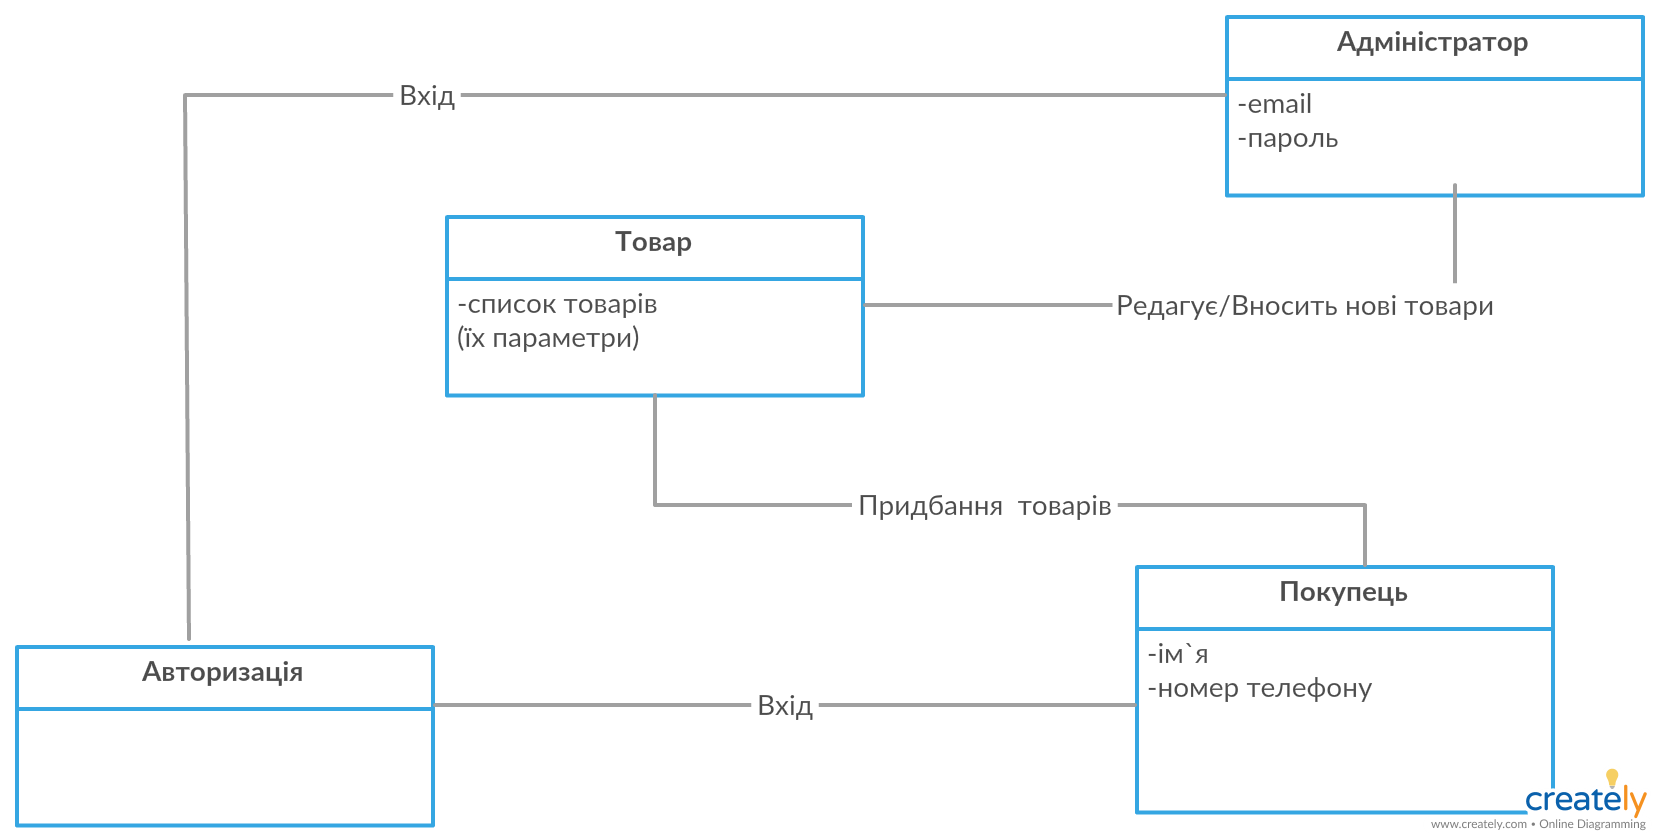 Адміністратор
-email
-пароль
Вхід
Товар
-список товарів
(їх параметри)
Редагує/Вносить нові товари
Придбання  товарів
Покупець
-ім`я
-номер телефону
Авторизація
Вхід
creately
www.creately.com • Online Diagramming